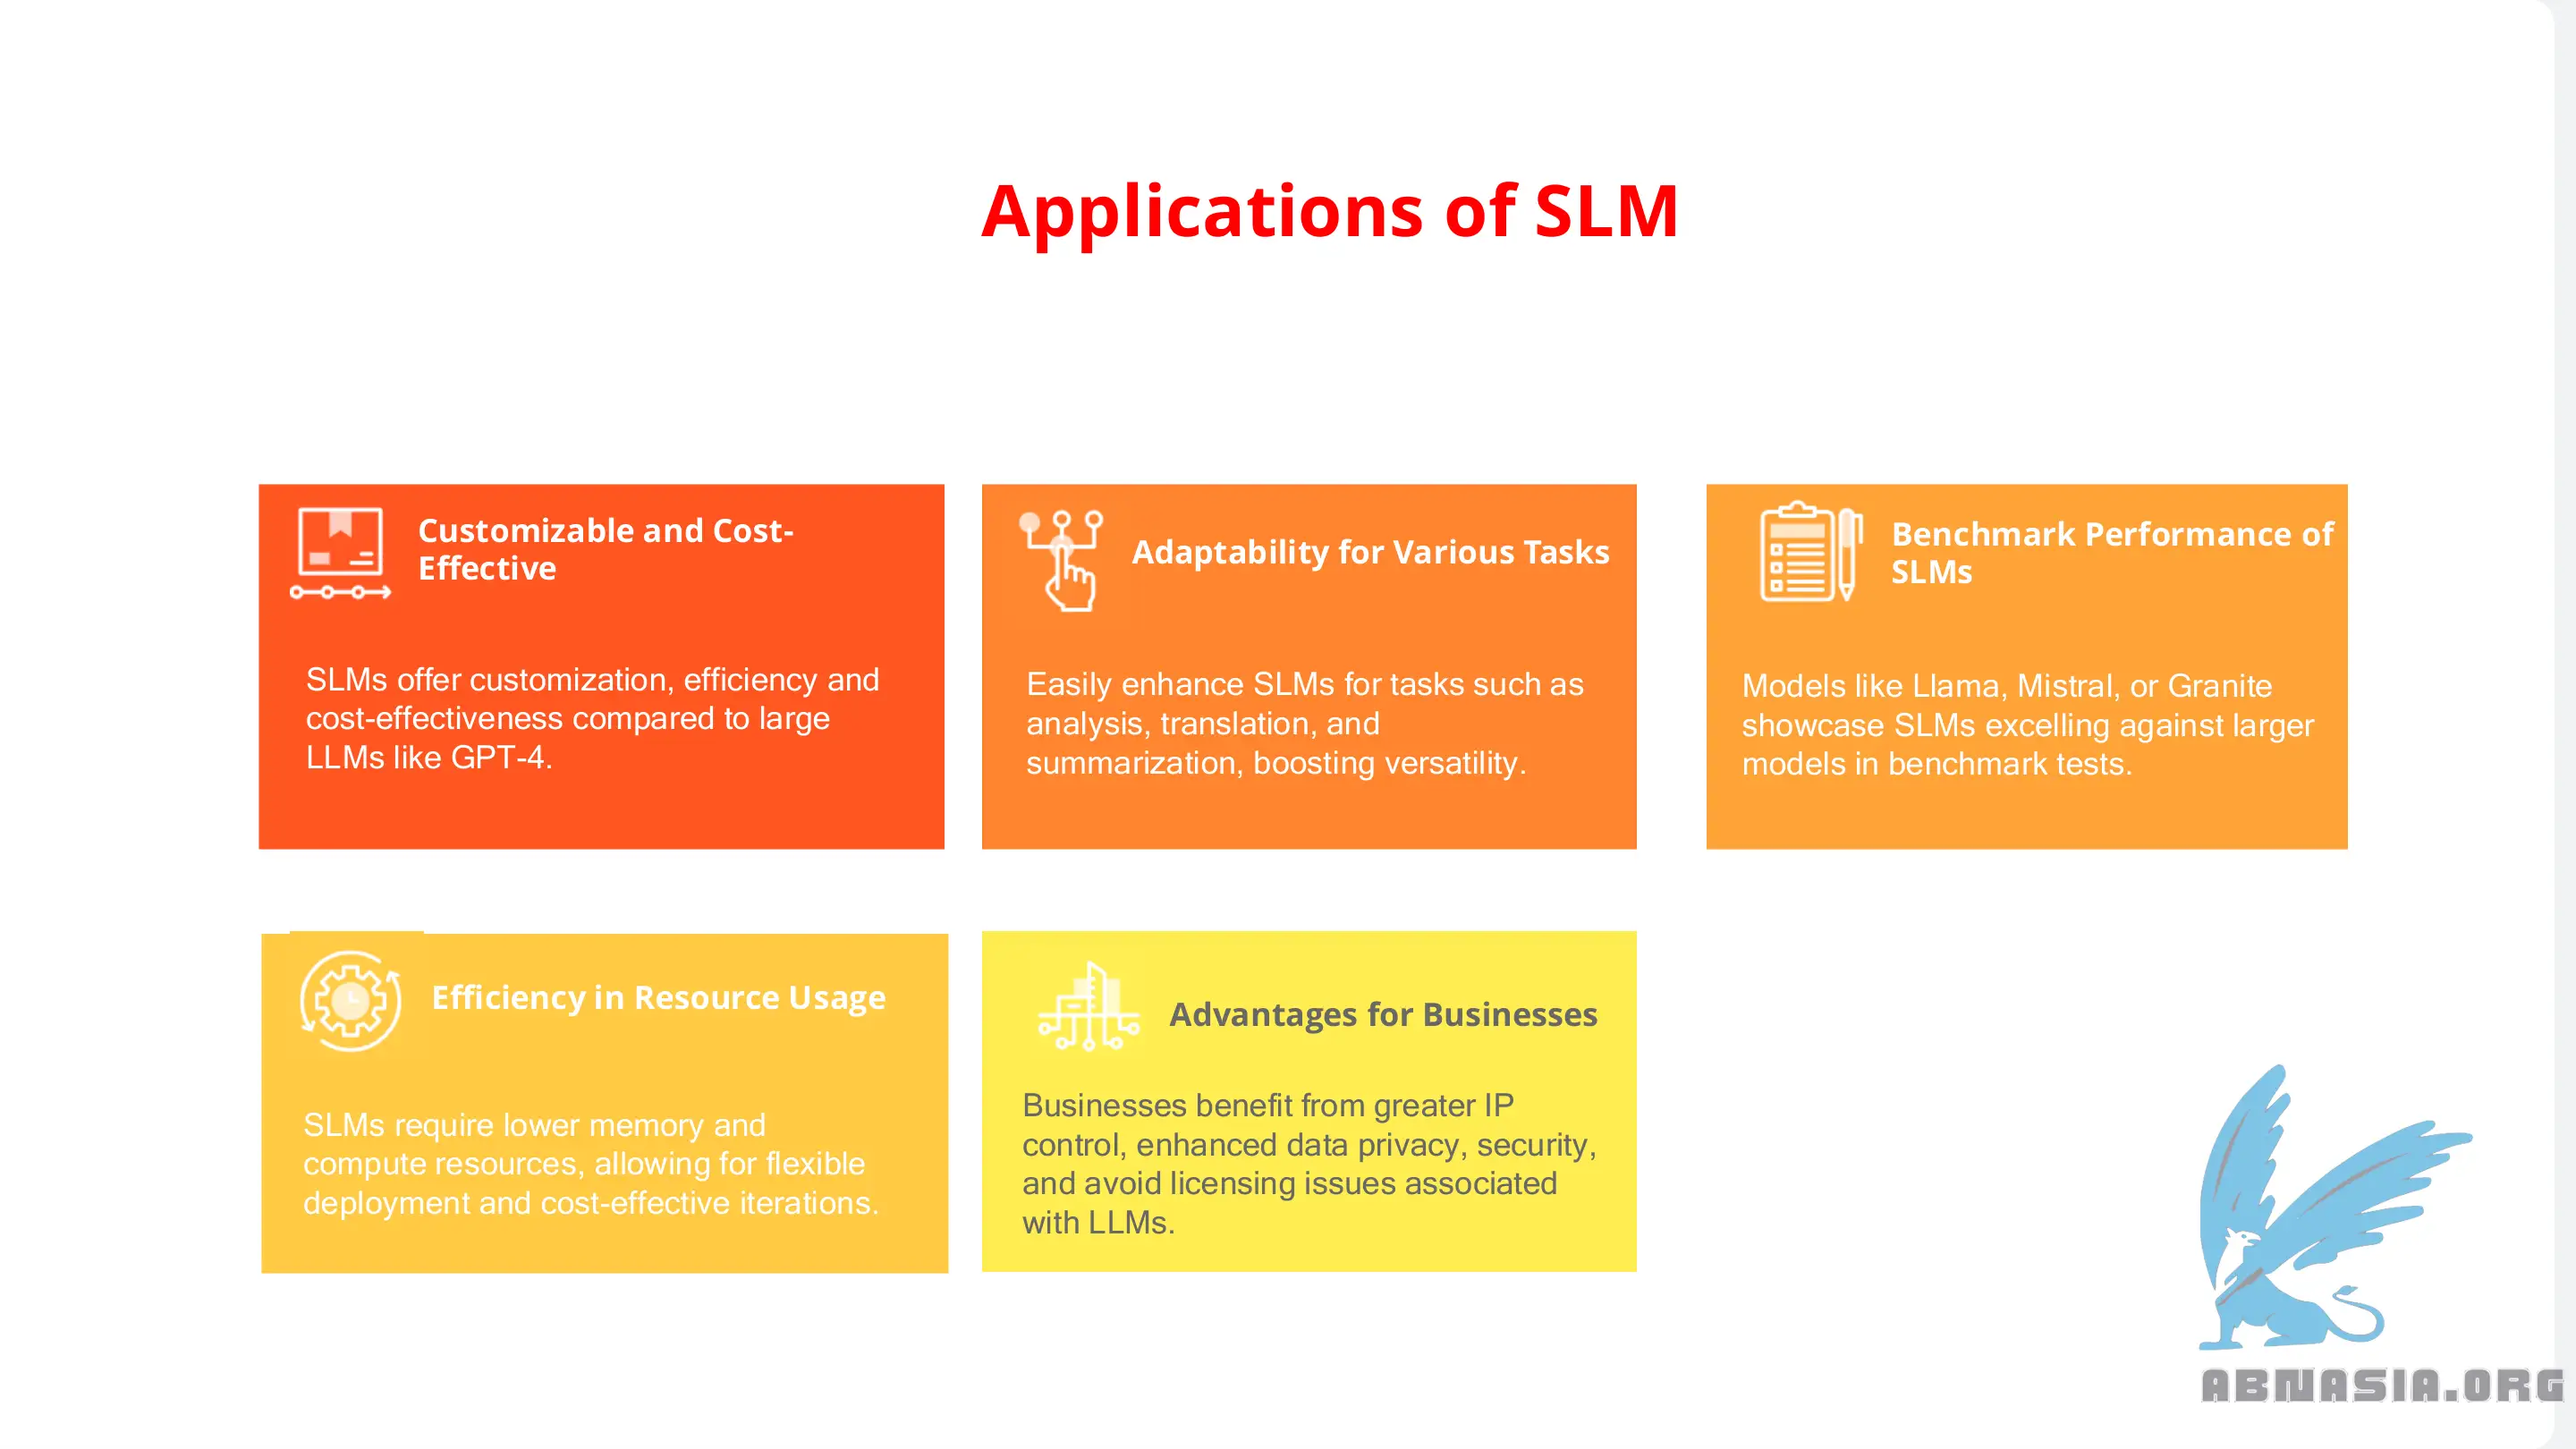 Applications of SLM
Customizable and Cost-
Effective
SLMs offer customization, efficiency and
cost-effectiveness compared to large
LLMs like GPT-4.
Adaptability for Various Tasks
Easily enhance SLMs for tasks such as
analysis, translation, and
summarization, boosting versatility.
Benchmark Performance of
SLMs
Models like Llama, Mistral, or Granite
showcase SLMs excelling against larger
models in benchmark tests.
Efficiency in Resource Usage
SLMs require lower memory and
compute resources, allowing for flexible
deployment and cost-effective iterations.
Advantages for Businesses
Businesses benefit from greater IP
control, enhanced data privacy, security,
and avoid licensing issues associated
with LLMs.
ABNASIA.ORG